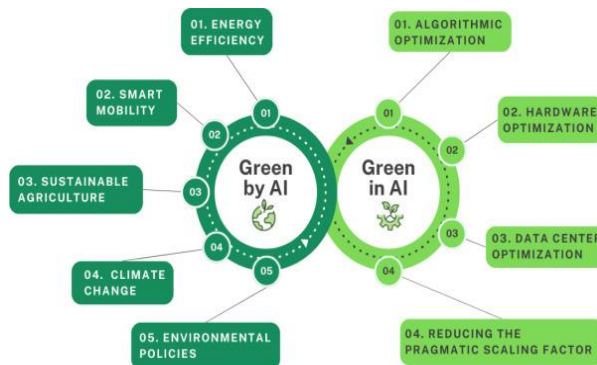 01. ENERGY
EFFICIENCY
02. SMART
MOBILITY
03. SUSTAINABLE
AGRICULTURE
04. CLIMATE
CHANGE
05. ENVIRONMENTAL
POLICIES
01
02
03
04
05
Green
by AI
Green
in AI
01
02
03
04
01. ALGORITHMIC
OPTIMIZATION
02. HARDWARE
OPTIMIZATION
03. DATA CENTER
OPTIMIZATION
04. REDUCING THE
PRAGMATIC SCALING FACTOR